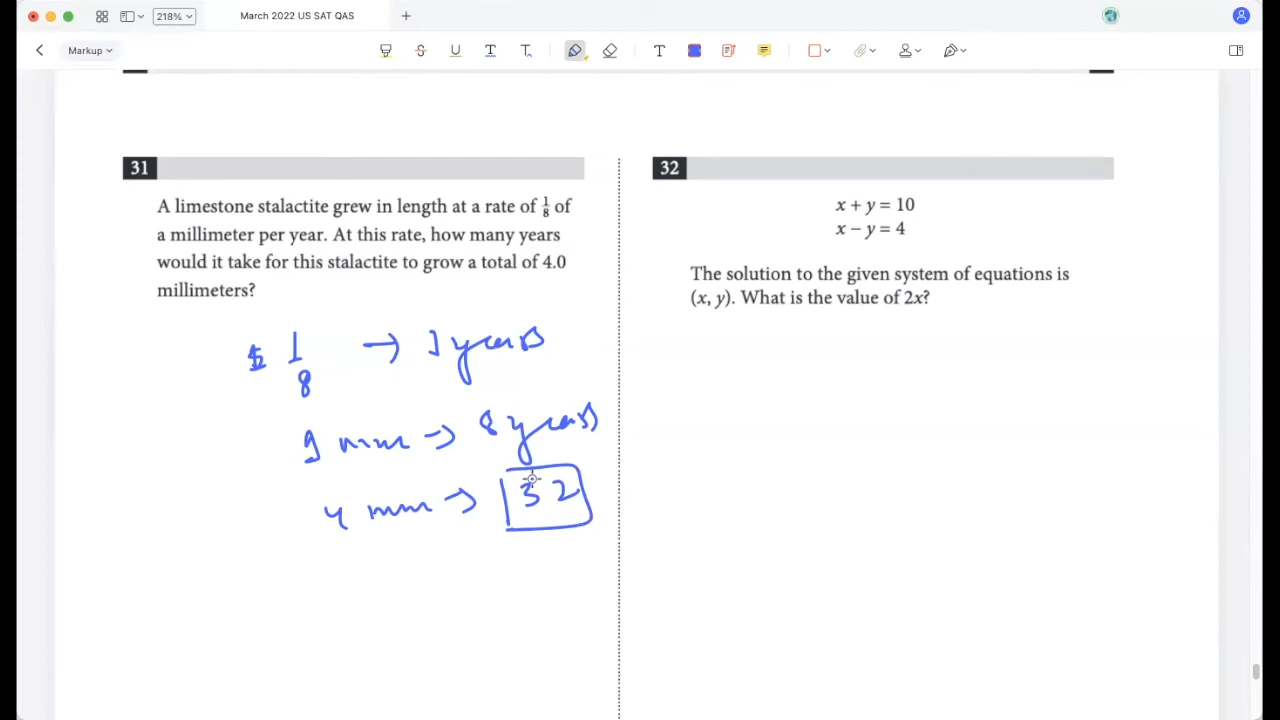 218%
March 2022 US SAT QAS
Markup
31
A limestone stalactite grew in length at a rate of 1/8 of
a millimeter per year. At this rate, how many years
would it take for this stalactite to grow a total of 4.0
millimeters?
1/8 → 1 years
1 mm → 8 years
4 mm → 32
32
x + y = 10
x − y = 4
The solution to the given system of equations is
(x, y). What is the value of 2x?